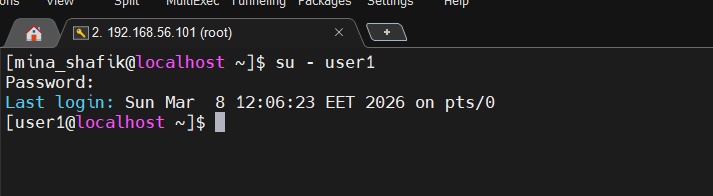 View Split MultiExec Tunneling Packages Settings Help
2. 192.168.56.101 (root)
[mina_shafik@localhost ~]$ su - user1
Password:
Last login: Sun Mar  8 12:06:23 EET 2026 on pts/0
[user1@localhost ~]$